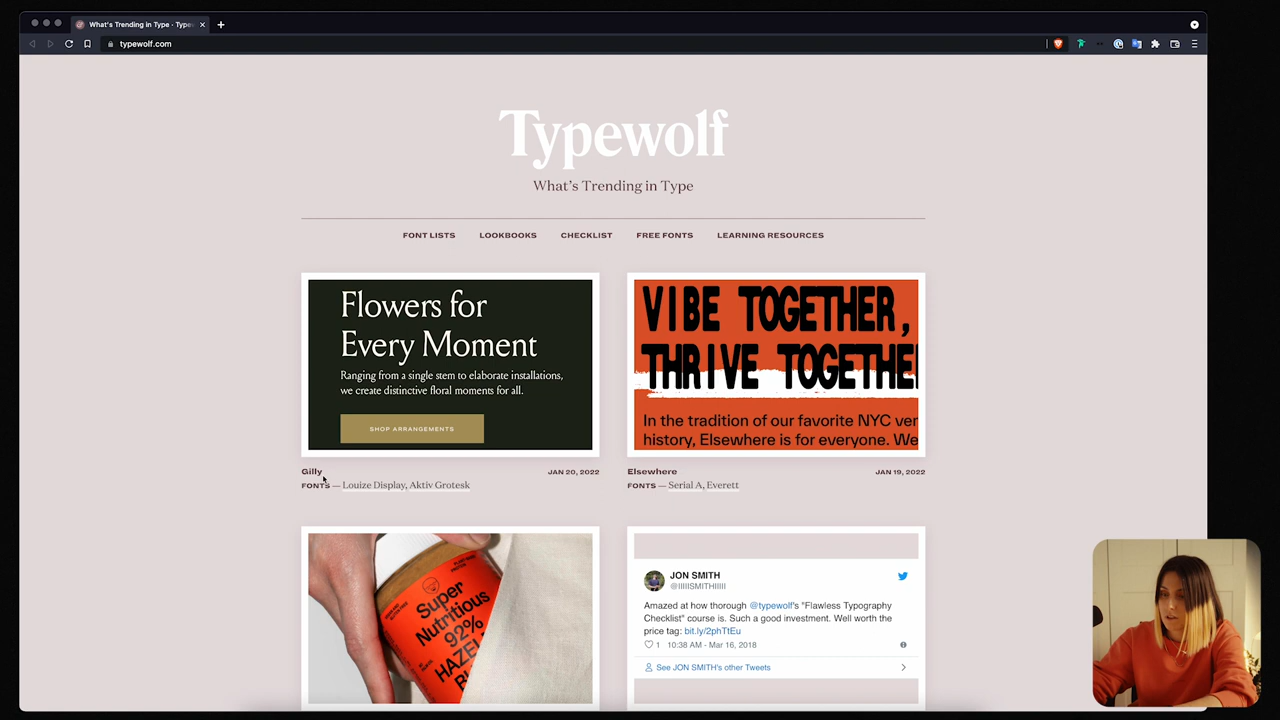 What's Trending in Type · Type
typewolf.com
Typewolf
What's Trending in Type
FONT LISTS LOOKBOOKS CHECKLIST FREE FONTS LEARNING RESOURCES
Flowers for
Every Moment
Ranging from a single stem to elaborate installations,
we create distinctive floral moments for all.
SHOP ARRANGEMENTS
Gilly JAN 20, 2022
FONTS — Louize Display, Aktiv Grotesk
VIBE TOGETHER,
THRIVE TOGETHE
In the tradition of our favorite NYC ver
history, Elsewhere is for everyone. We
Elsewhere JAN 19, 2022
FONTS — Serial A, Everett
Super
Nutritious
92%
HAZE
JON SMITH
@IIIIISMITHIIIII
Amazed at how thorough @typewolf's "Flawless Typography
Checklist" course is. Such a good investment. Well worth the
price tag: bit.ly/2phTtEu
1 10:38 AM - Mar 16, 2018
See JON SMITH's other Tweets